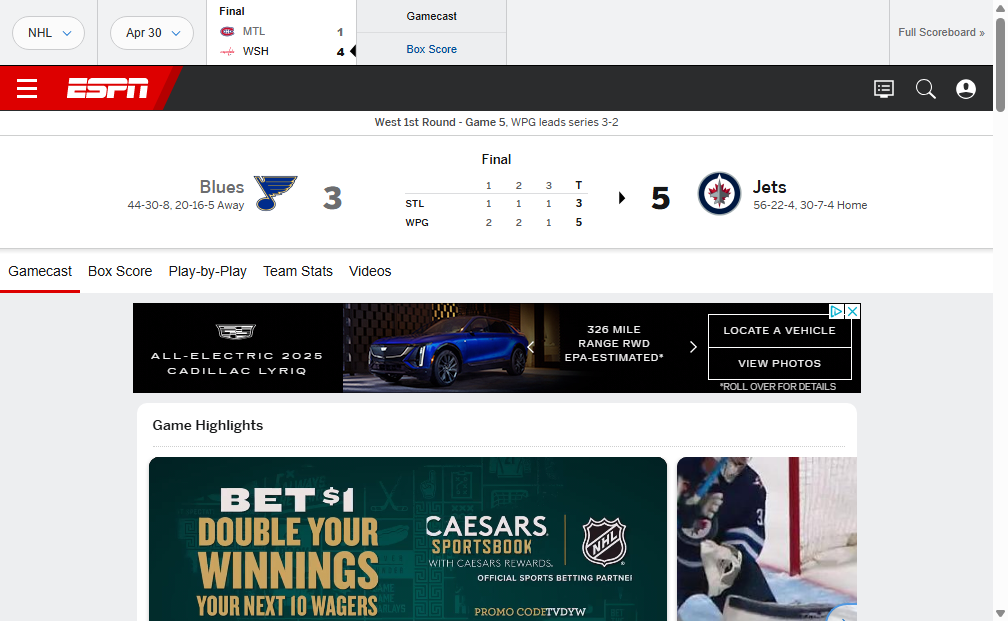 NHL
Apr 30
Final
MTL 1
WSH 4
Gamecast
Box Score
Full Scoreboard »
ESPN
West 1st Round - Game 5, WPG leads series 3-2
Final
Blues
44-30-8, 20-16-5 Away
3
1 2 3 T
STL 1 1 1 3
WPG 2 2 1 5
5
Jets
56-22-4, 30-7-4 Home
Gamecast Box Score Play-by-Play Team Stats Videos
ALL-ELECTRIC 2025
CADILLAC LYRIQ
326 MILE
RANGE RWD
EPA-ESTIMATED*
LOCATE A VEHICLE
VIEW PHOTOS
*ROLL OVER FOR DETAILS
Game Highlights
BET $1
DOUBLE YOUR
WINNINGS
YOUR NEXT 10 WAGERS
CAESARS
SPORTSBOOK
WITH CAESARS REWARDS.
NHL
OFFICIAL SPORTS BETTING PARTNER
PROMO CODETVDYW